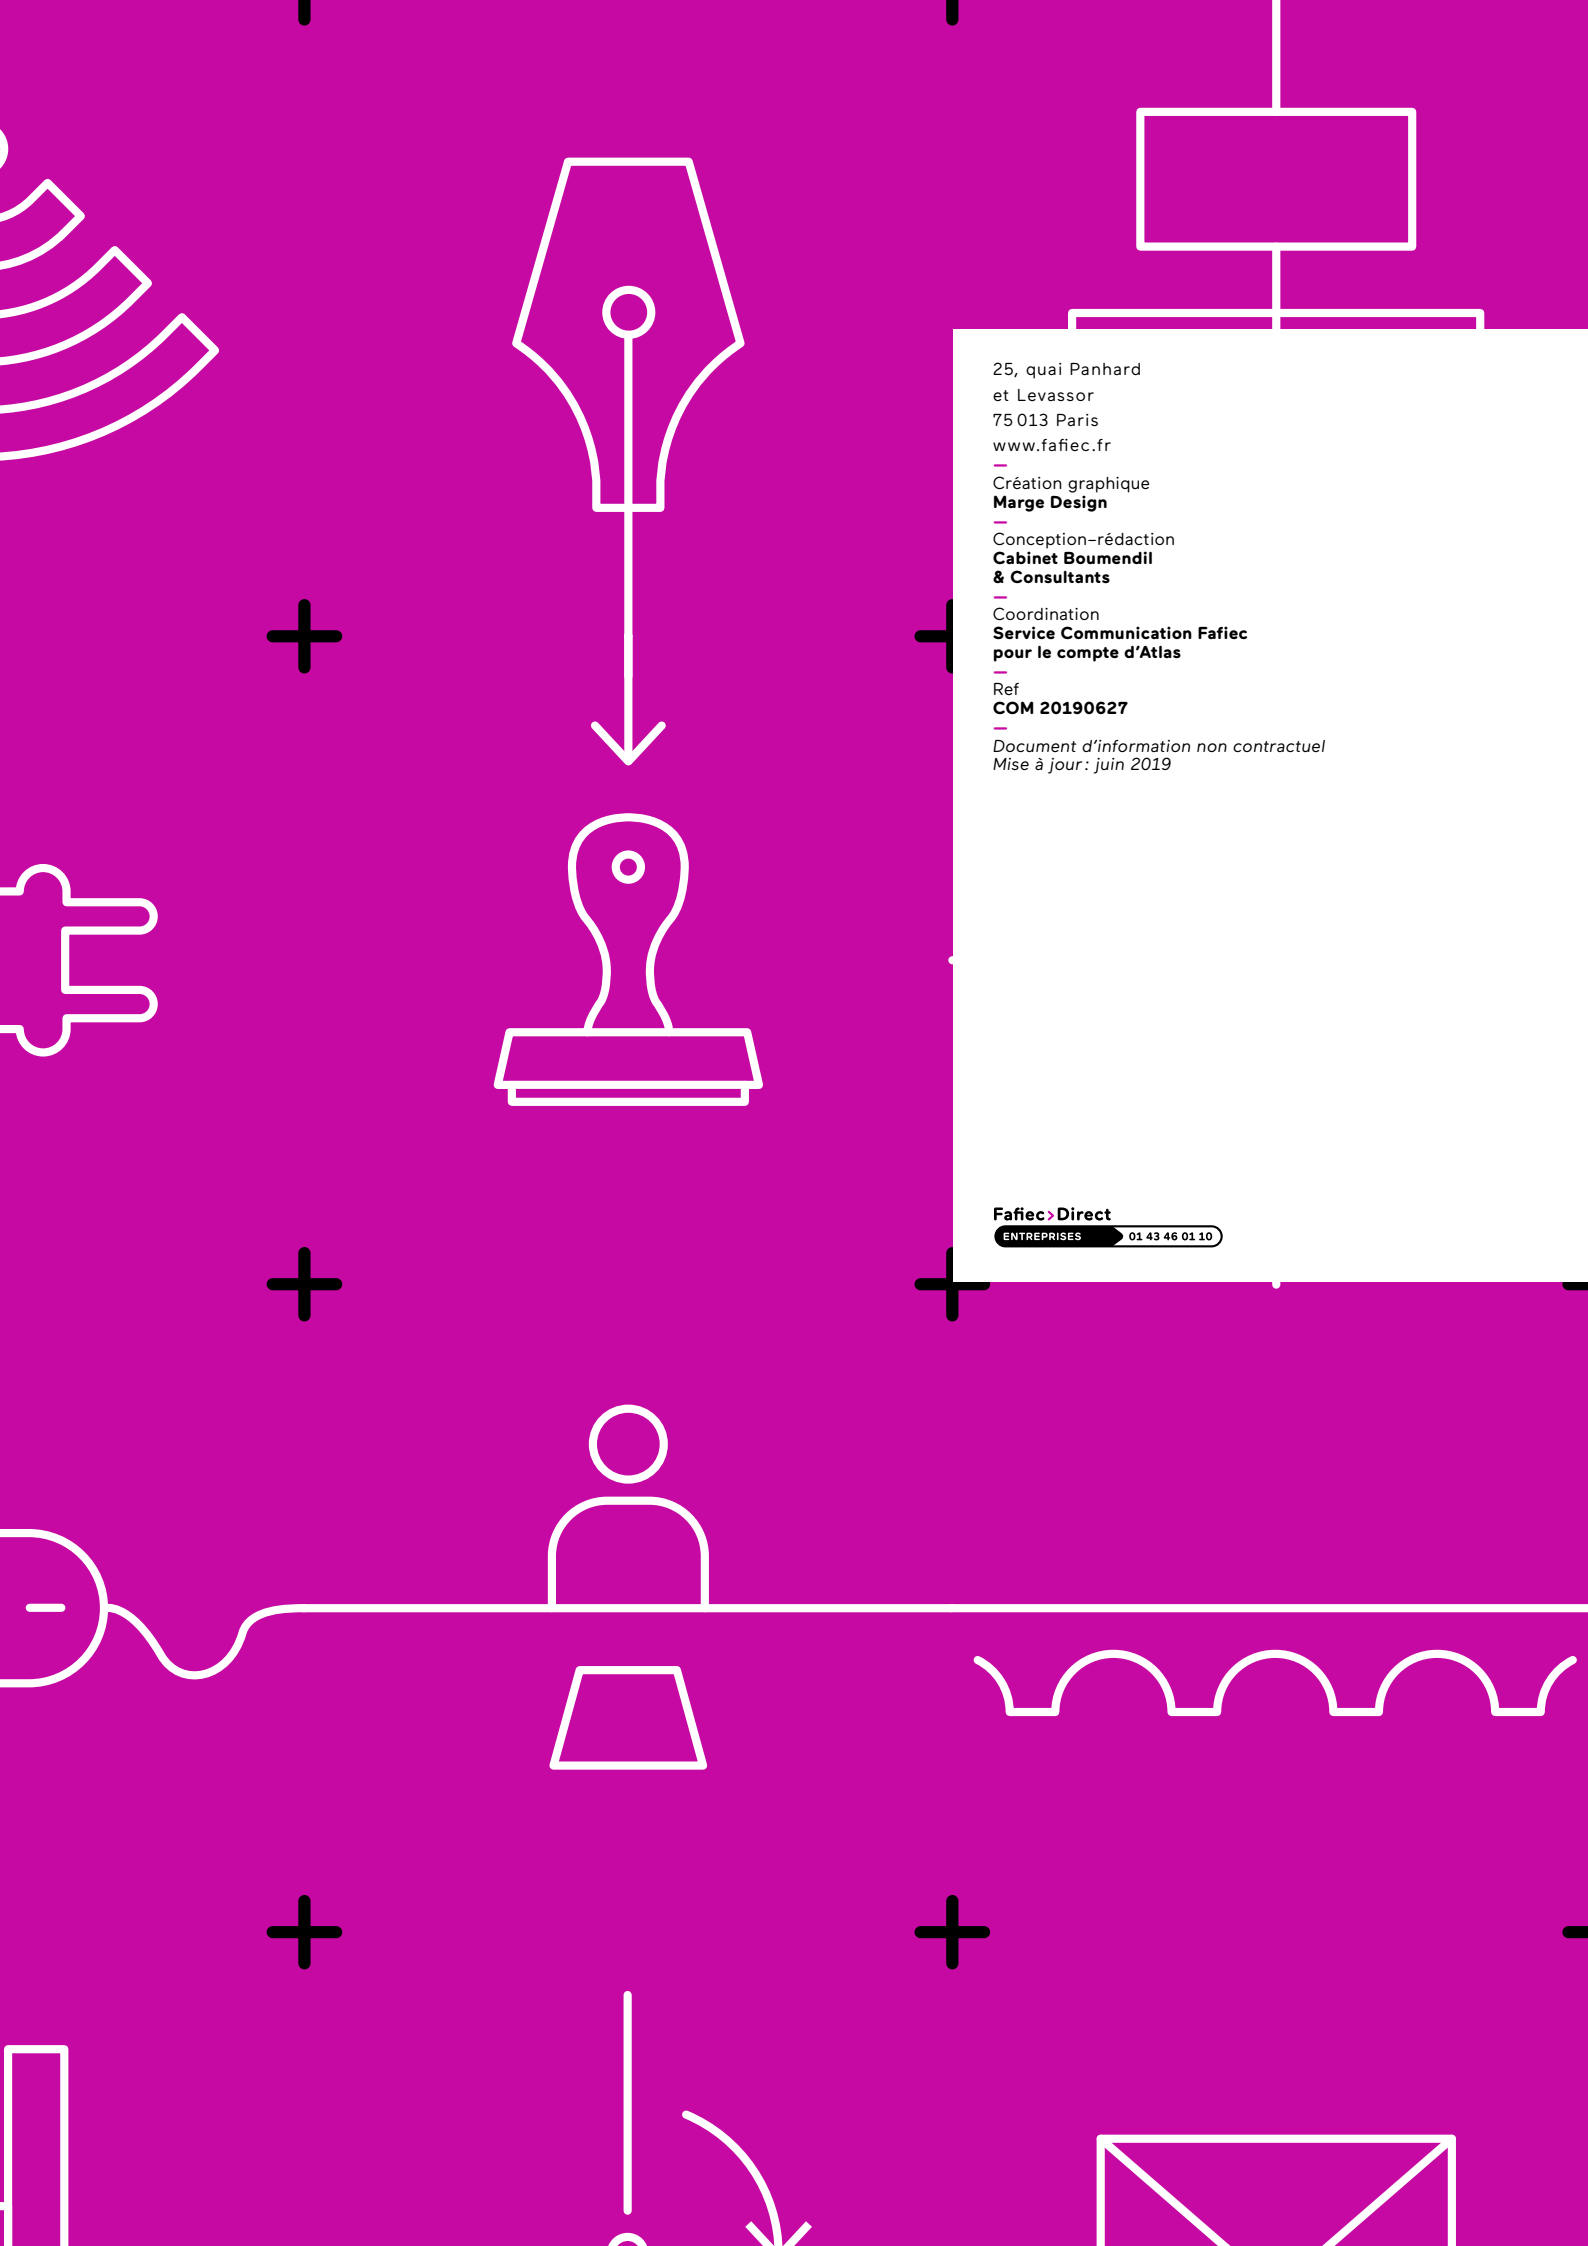 25, quai Panhard
et Levassor
75 013 Paris
www.fafiec.fr
—
Création graphique
Marge Design
—
Conception–rédaction
Cabinet Boumendil
& Consultants
—
Coordination
Service Communication Fafiec
pour le compte d’Atlas
—
Ref
COM 20190627
—
Document d’information non contractuel
Mise à jour : juin 2019
Fafiec>Direct
ENTREPRISES 01 43 46 01 10